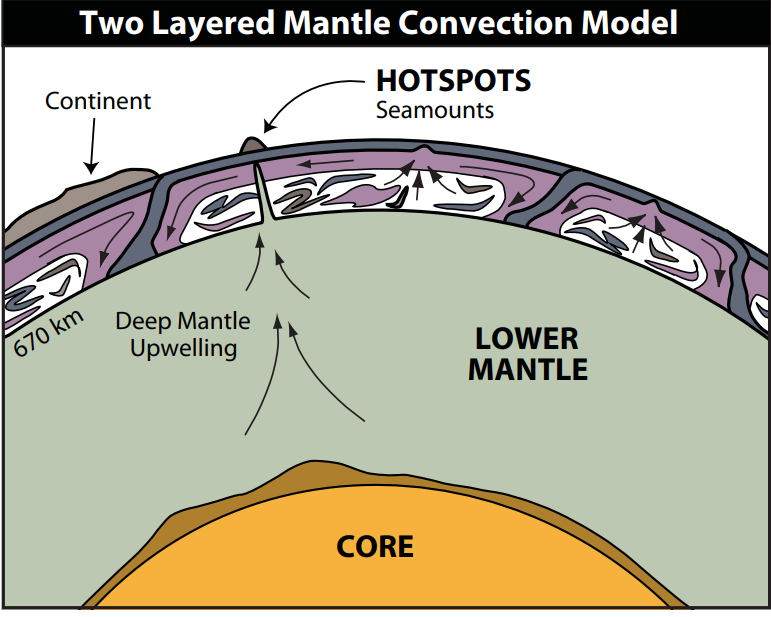 Two Layered Mantle Convection Model
HOTSPOTS
Seamounts
Continent
670 km
Deep Mantle
Upwelling
LOWER
MANTLE
CORE